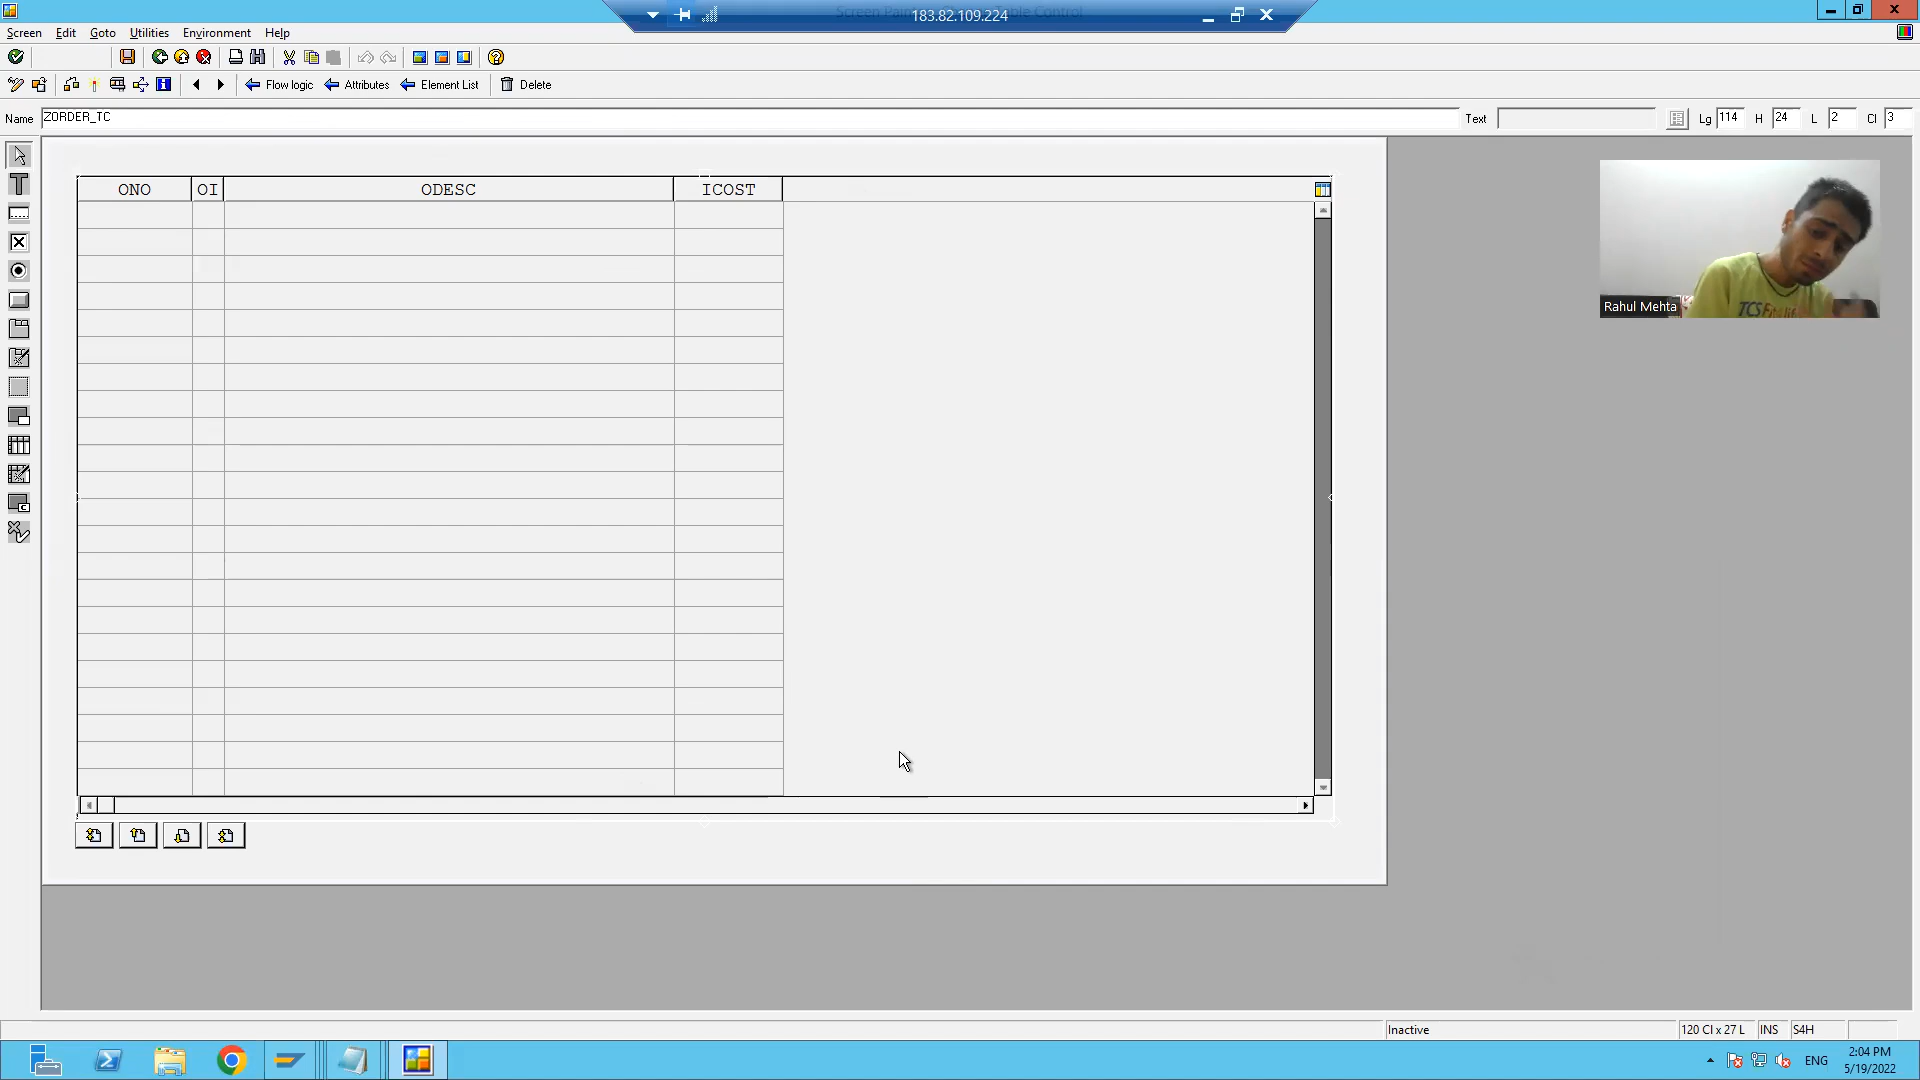 183.82.109.224
Screen Edit Goto Utilities Environment Help
Flow logic Attributes Element List Delete
Name ZORDER_TC Text Lg 114 H 24 L 2 Cl 3
ONO OI ODESC ICOST
Rahul Mehta
Inactive 120 Cl x 27 L INS S4H
ENG
2:04 PM
5/19/2022